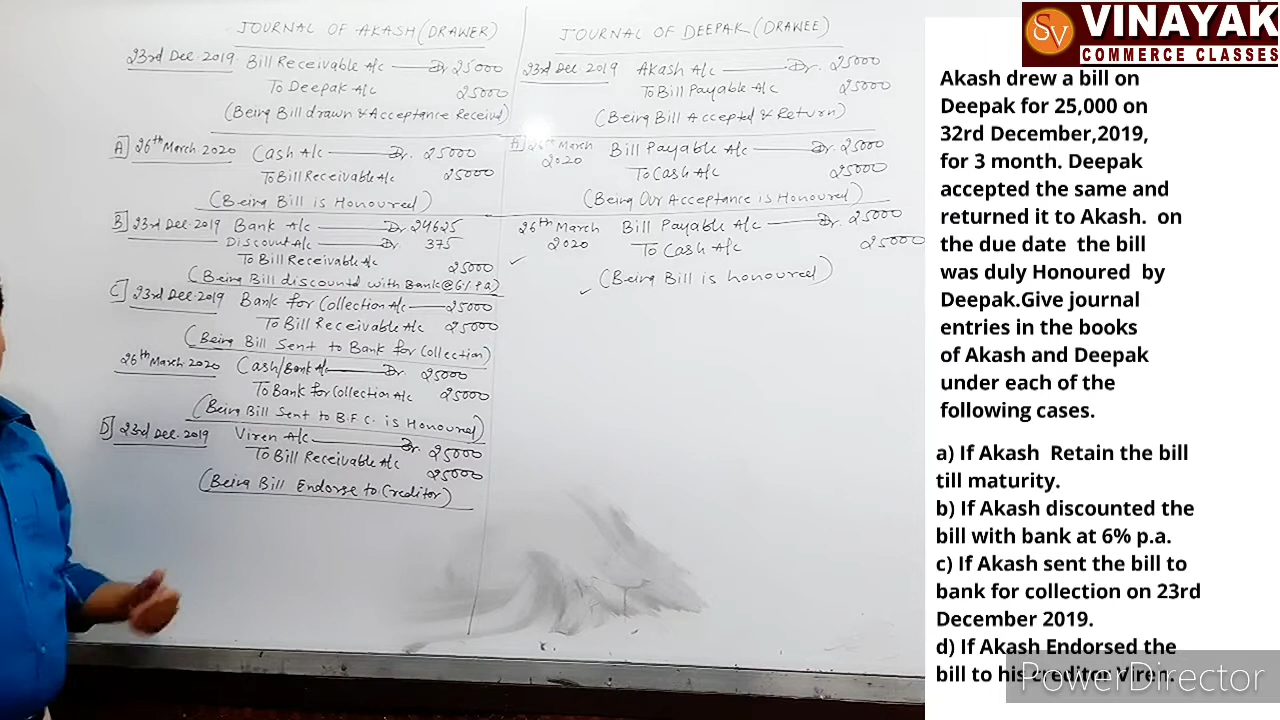 JOURNAL OF AKASH (DRAWER)
23rd Dec 2019 Bill Receivable A/c Dr 25000
To Deepak A/c 25000
(Being Bill drawn & Acceptance Received)
A] 26th March 2020 Cash A/c Dr. 25000
To Bill Receivable A/c 25000
(Being Bill is Honoured)
B] 23rd Dec 2019 Bank A/c Dr 24625
Discount A/c Dr. 375
To Bill Receivable A/c 25000
(Being Bill discounted with Bank @ 6% P.a)
C] 23rd Dec 2019 Bank for Collection A/c 25000
To Bill Receivable A/c 25000
(Being Bill Sent to Bank for Collection)
26th March 2020 Cash/Bank A/c Dr 25000
To Bank for Collection A/c 25000
(Being Bill Sent to B.F.C. is Honoured)
D] 23rd Dec. 2019 Viren A/c Dr. 25000
To Bill Receivable A/c 25000
(Being Bill Endorse to Creditor)
JOURNAL OF DEEPAK (DRAWEE)
23rd Dec 2019 Akash A/c Dr. 25000
To Bill Payable A/c 25000
(Being Bill Accepted & Return)
A] 26th March 2020 Bill Payable A/c Dr. 25000
To Cash A/c 25000
(Being Our Acceptance is Honoured)
26th March 2020 Bill Payable A/c Dr. 25000
To Cash A/c 25000
(Being Bill is honoured)
SV VINAYAK
COMMERCE CLASSES
Akash drew a bill on
Deepak for 25,000 on
32rd December,2019,
for 3 month. Deepak
accepted the same and
returned it to Akash. on
the due date the bill
was duly Honoured by
Deepak.Give journal
entries in the books
of Akash and Deepak
under each of the
following cases.
a) If Akash Retain the bill
till maturity.
b) If Akash discounted the
bill with bank at 6% p.a.
c) If Akash sent the bill to
bank for collection on 23rd
December 2019.
d) If Akash Endorsed the
bill to his creditor Viren.
PowerDirector